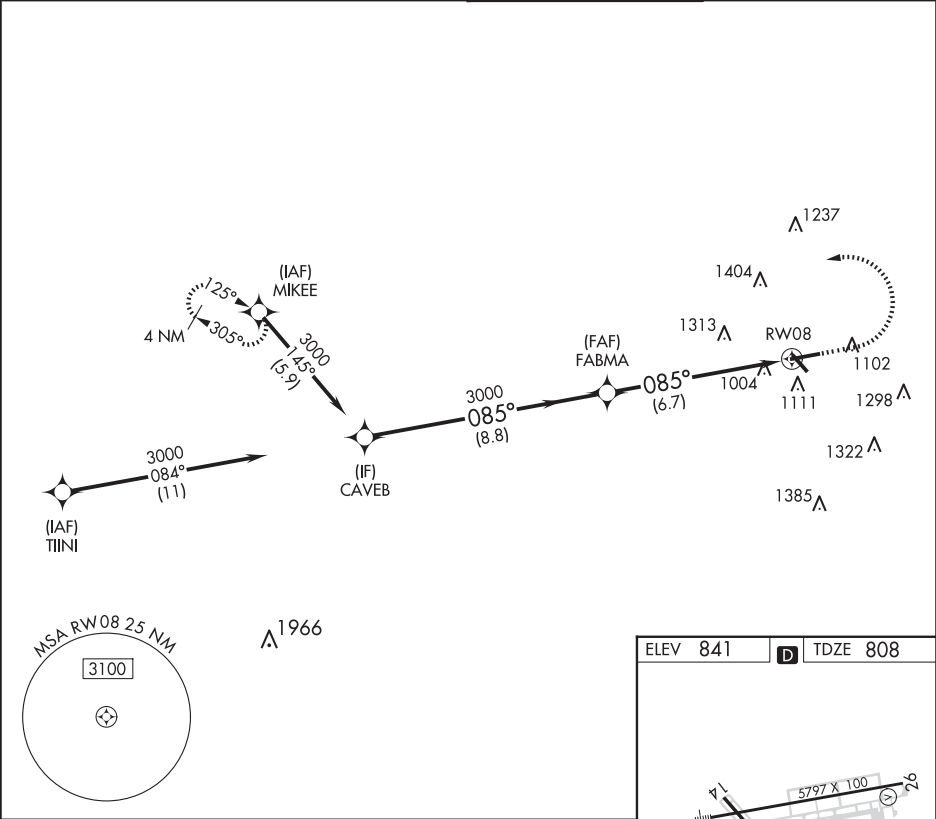 1237
1404
(IAF)
MIKEE
125°
305°
4 NM
1313
RW08
3000
145°
(5.9)
(FAF)
FABMA
1004
1102
1111
1298
085°
(6.7)
3000
085°
(8.8)
1322
3000
084°
(11)
(IF)
CAVEB
1385
(IAF)
TIINI
1966
MSA RW08 25 NM
3100
ELEV 841
D
TDZE 808
5797 X 100
14
26
V